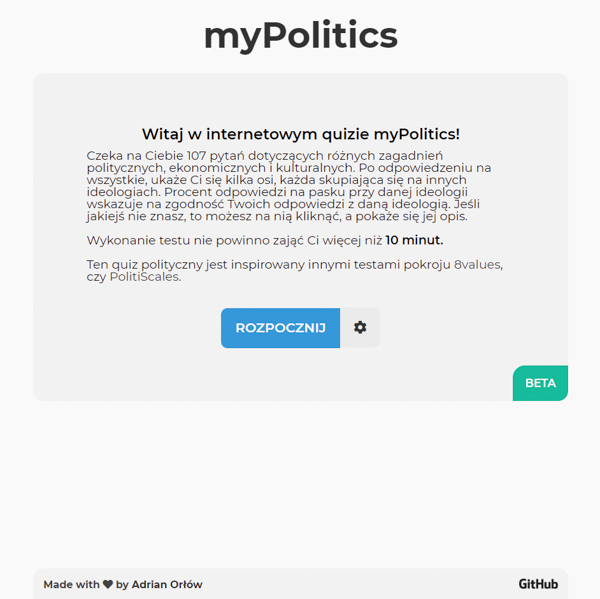 myPolitics
Witaj w internetowym quizie myPolitics!
Czeka na Ciebie 107 pytań dotyczących różnych zagadnień
politycznych, ekonomicznych i kulturalnych. Po odpowiedzeniu na
wszystkie, ukaże Ci się kilka osi, każda skupiająca się na innych
ideologiach. Procent odpowiedzi na pasku przy danej ideologii
wskazuje na zgodność Twoich odpowiedzi z daną ideologią. Jeśli
jakiejś nie znasz, to możesz na nią kliknąć, a pokaże się jej opis.
Wykonanie testu nie powinno zająć Ci więcej niż 10 minut.
Ten quiz polityczny jest inspirowany innymi testami pokroju 8values,
czy PolitiScales.
ROZPOCZNIJ
BETA
Made with ❤ by Adrian Orłów
GitHub